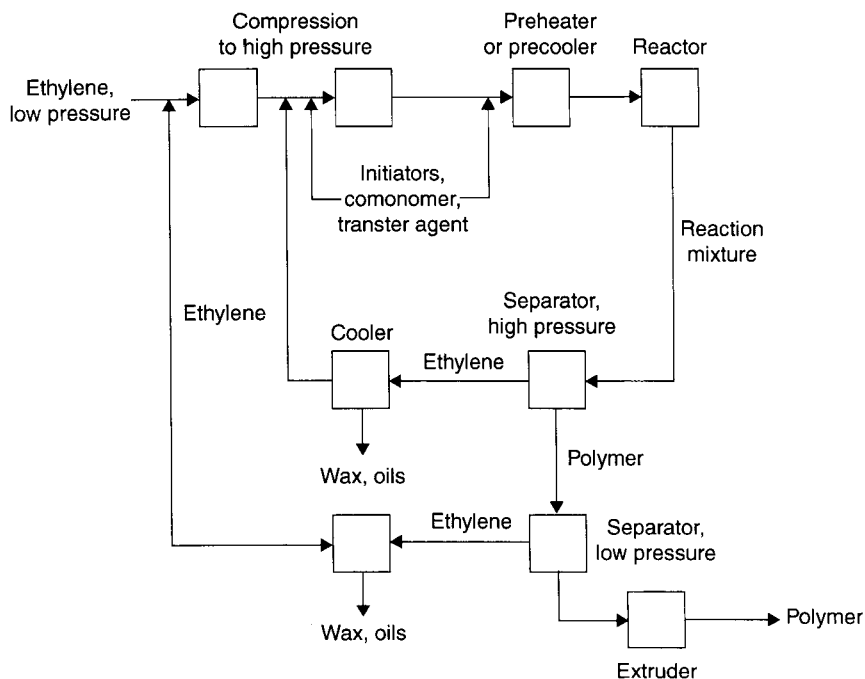 Compression
to high pressure
Preheater
or precooler
Reactor
Ethylene,
low pressure
Initiators,
comonomer,
transter agent
Reaction
mixture
Ethylene
Separator,
high pressure
Cooler
Ethylene
Wax, oils
Polymer
Ethylene
Separator,
low pressure
Wax, oils
Polymer
Extruder